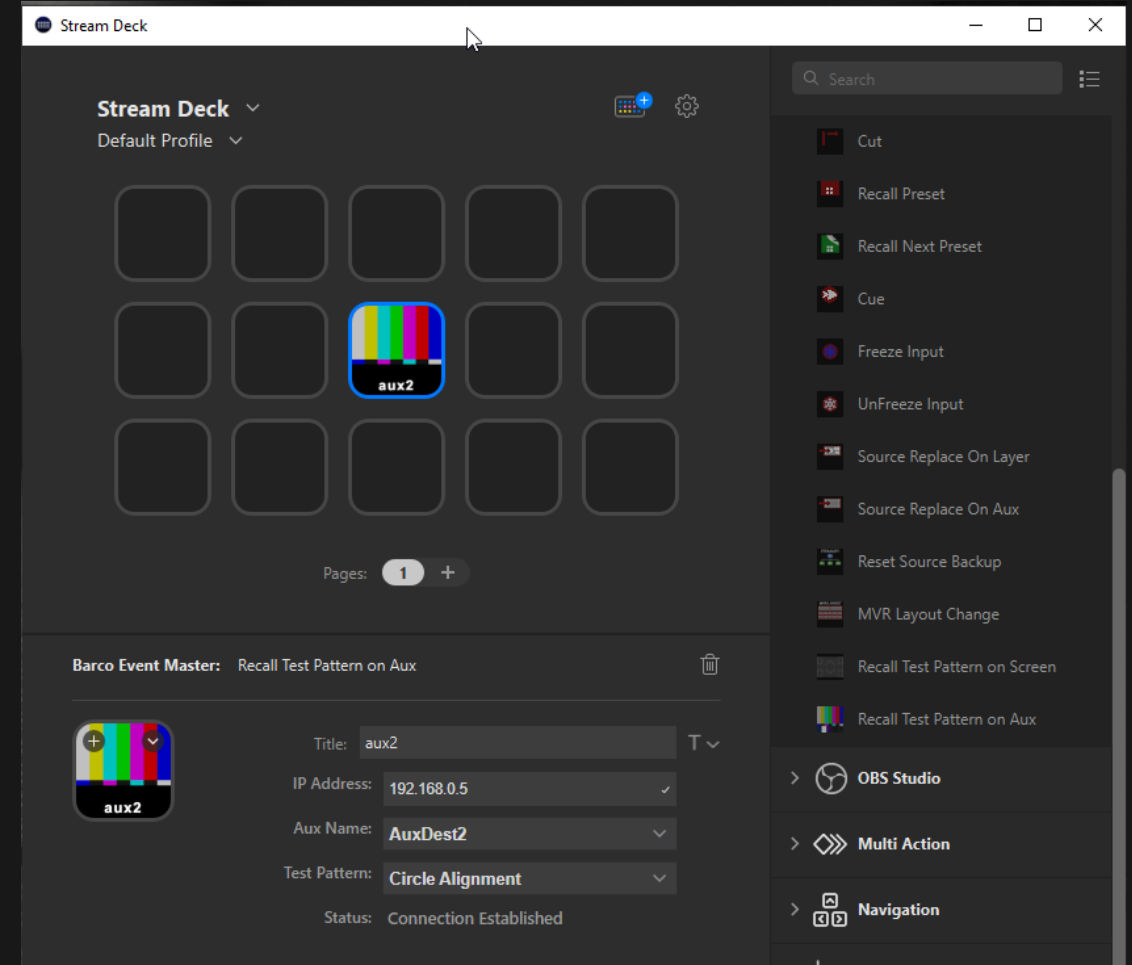 Stream Deck
Search
Stream Deck
Default Profile
Cut
Recall Preset
Recall Next Preset
Cue
Freeze Input
UnFreeze Input
Source Replace On Layer
Source Replace On Aux
Reset Source Backup
MVR Layout Change
Recall Test Pattern on Screen
Recall Test Pattern on Aux
OBS Studio
Multi Action
Navigation
aux2
Pages: 1 +
Barco Event Master: Recall Test Pattern on Aux
aux2
Title: aux2 T
IP Address: 192.168.0.5
Aux Name: AuxDest2
Test Pattern: Circle Alignment
Status: Connection Established